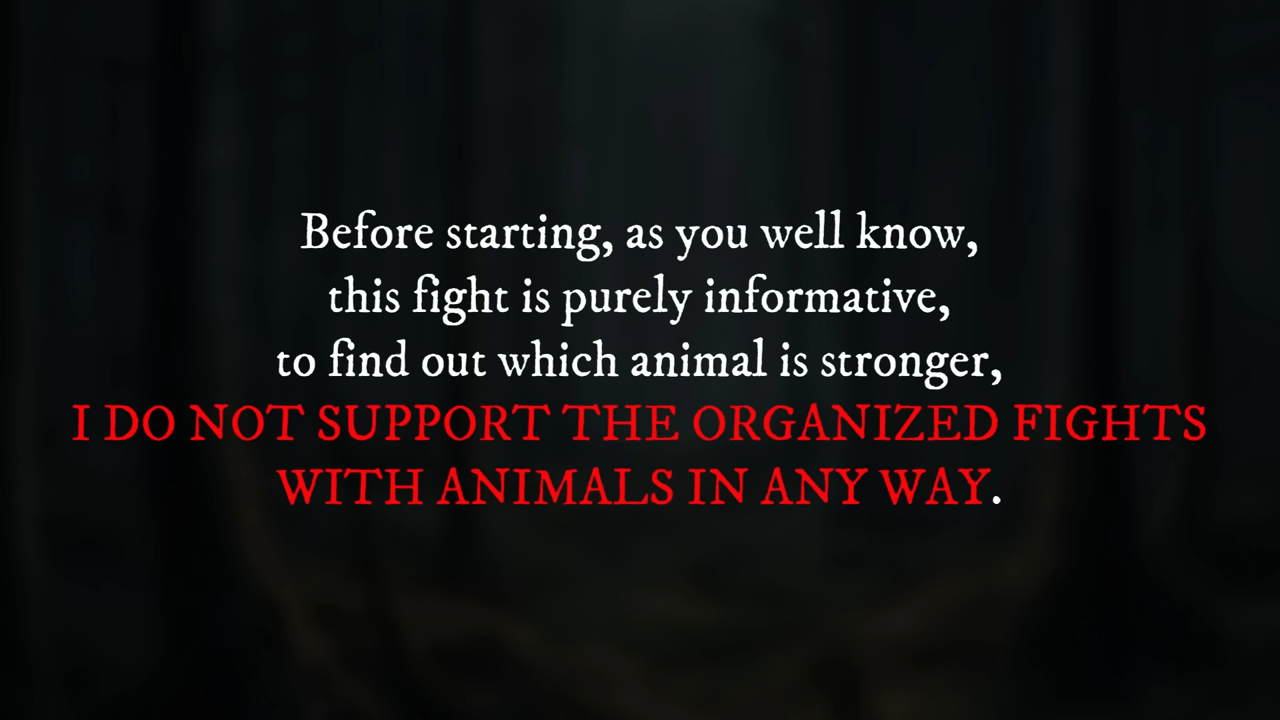 Before starting, as you well know,
this fight is purely informative,
to find out which animal is stronger,
I DO NOT SUPPORT THE ORGANIZED FIGHTS
WITH ANIMALS IN ANY WAY.